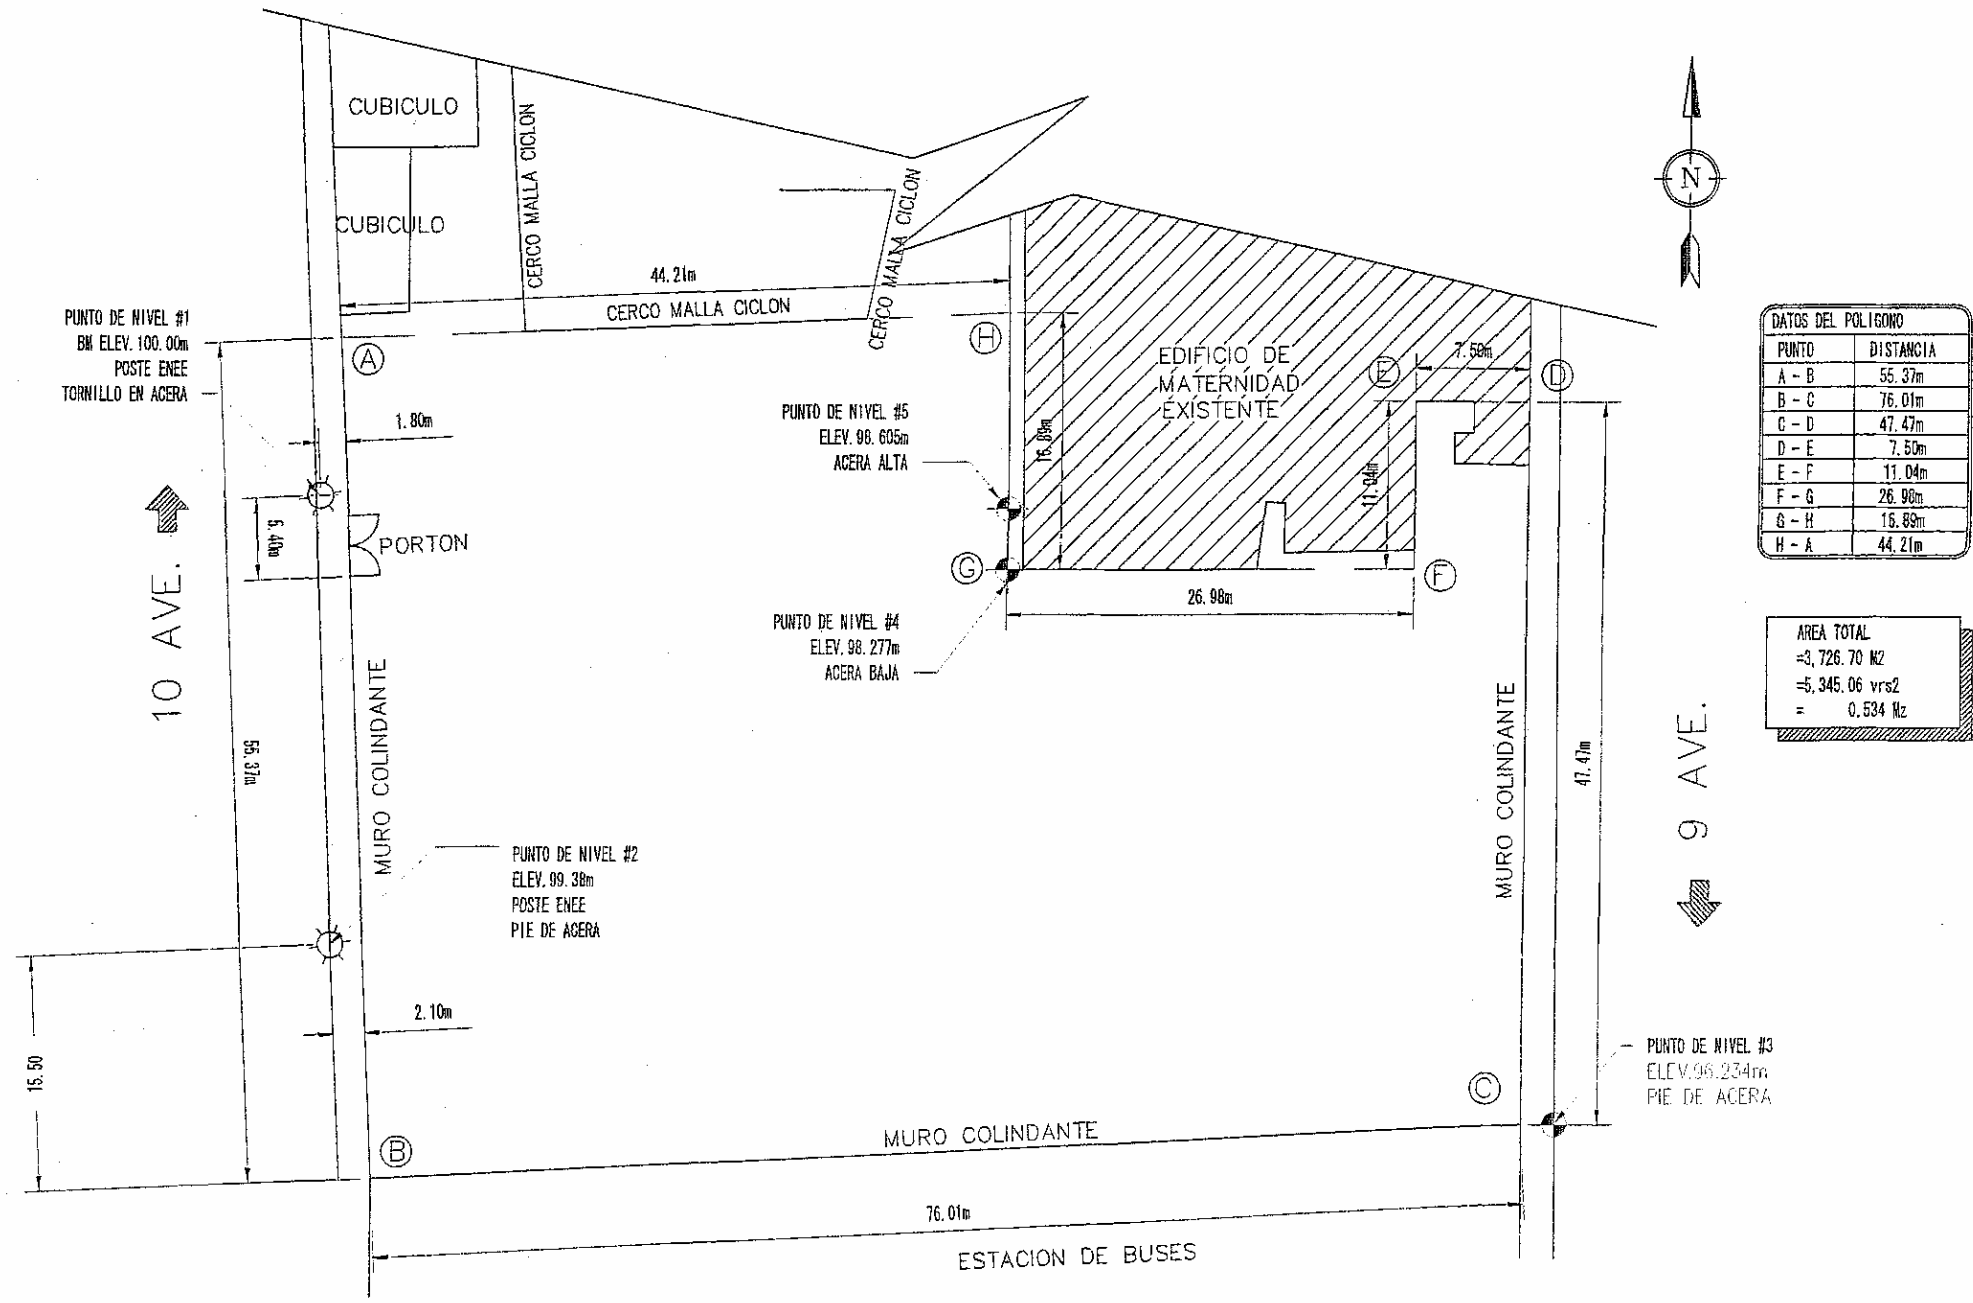 CUBICULO
CUBICULO
CERCO MALLA CICLON
CERCO MALLA CICLON
44.21m
CERCO MALLA CICLON
N
PUNTO DE NIVEL #1
BM ELEV. 100.00m
POSTE ENEE
TORNILLO EN ACERA
A
H
1.80m
PUNTO DE NIVEL #5
ELEV. 98.605m
ACERA ALTA
EDIFICIO DE
MATERNIDAD
EXISTENTE
E
7.50m
D
16.89m
11.04m
DATOS DEL POLIGONO
PUNTO DISTANCIA
A - B 55.37m
B - C 76.01m
C - D 47.47m
D - E 7.50m
E - F 11.04m
F - G 26.98m
G - H 16.89m
H - A 44.21m
PORTON
10 AVE.
G
F
26.98m
PUNTO DE NIVEL #4
ELEV. 98.277m
ACERA BAJA
AREA TOTAL
=3,726.70 M2
=5,345.06 vrs2
= 0.534 Mz
MURO COLINDANTE
55.37m
MURO COLINDANTE
47.47m
9 AVE.
PUNTO DE NIVEL #2
ELEV. 99.38m
POSTE ENEE
PIE DE ACERA
2.10m
15.50
PUNTO DE NIVEL #3
ELEV.96.234m
PIE DE ACERA
C
B
MURO COLINDANTE
76.01m
ESTACION DE BUSES